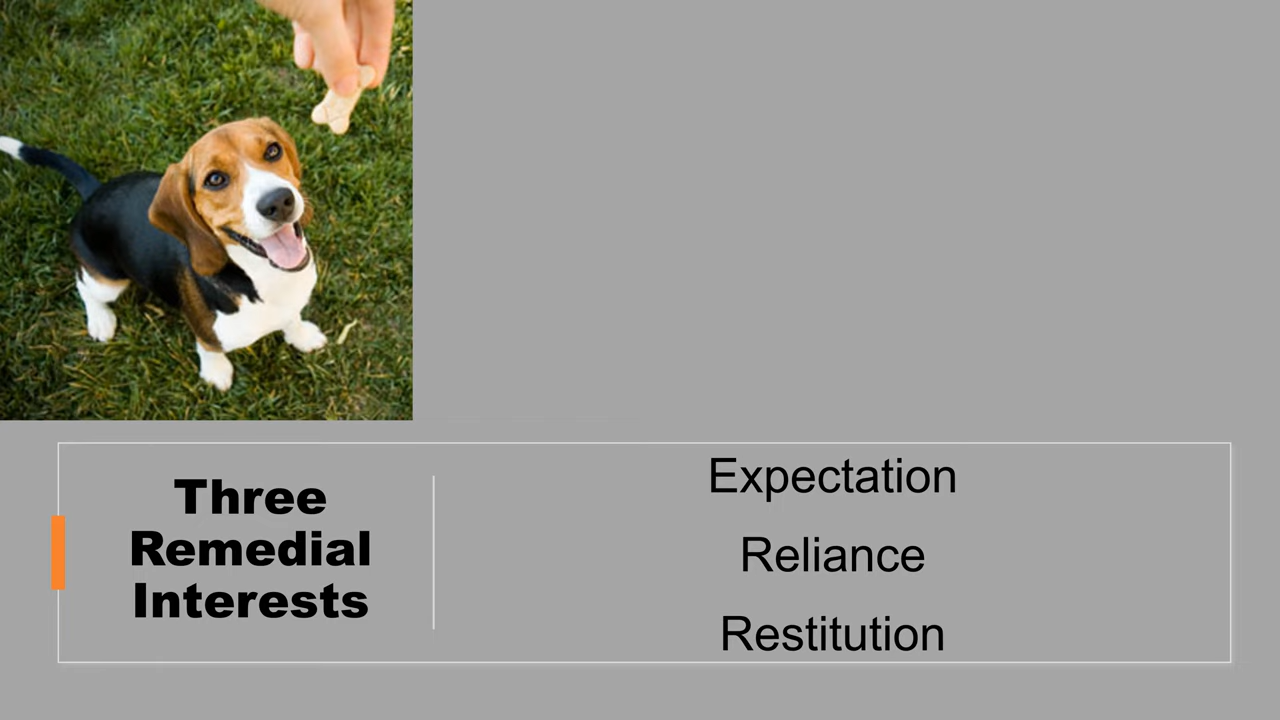 Three
Remedial
Interests
Expectation
Reliance
Restitution